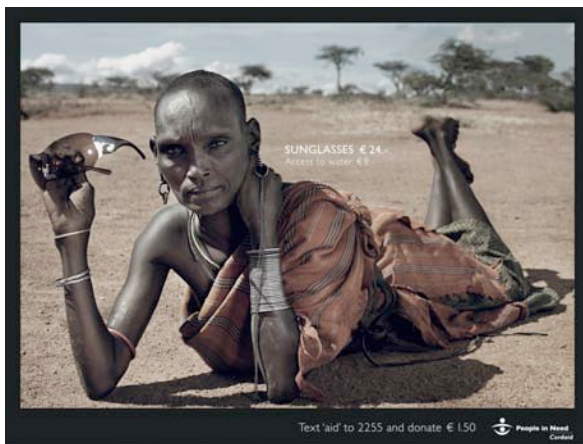 SUNGLASSES € 24.-
Access to water € 8.-
Text 'aid' to 2255 and donate € 1.50
People in Need
Cordaid